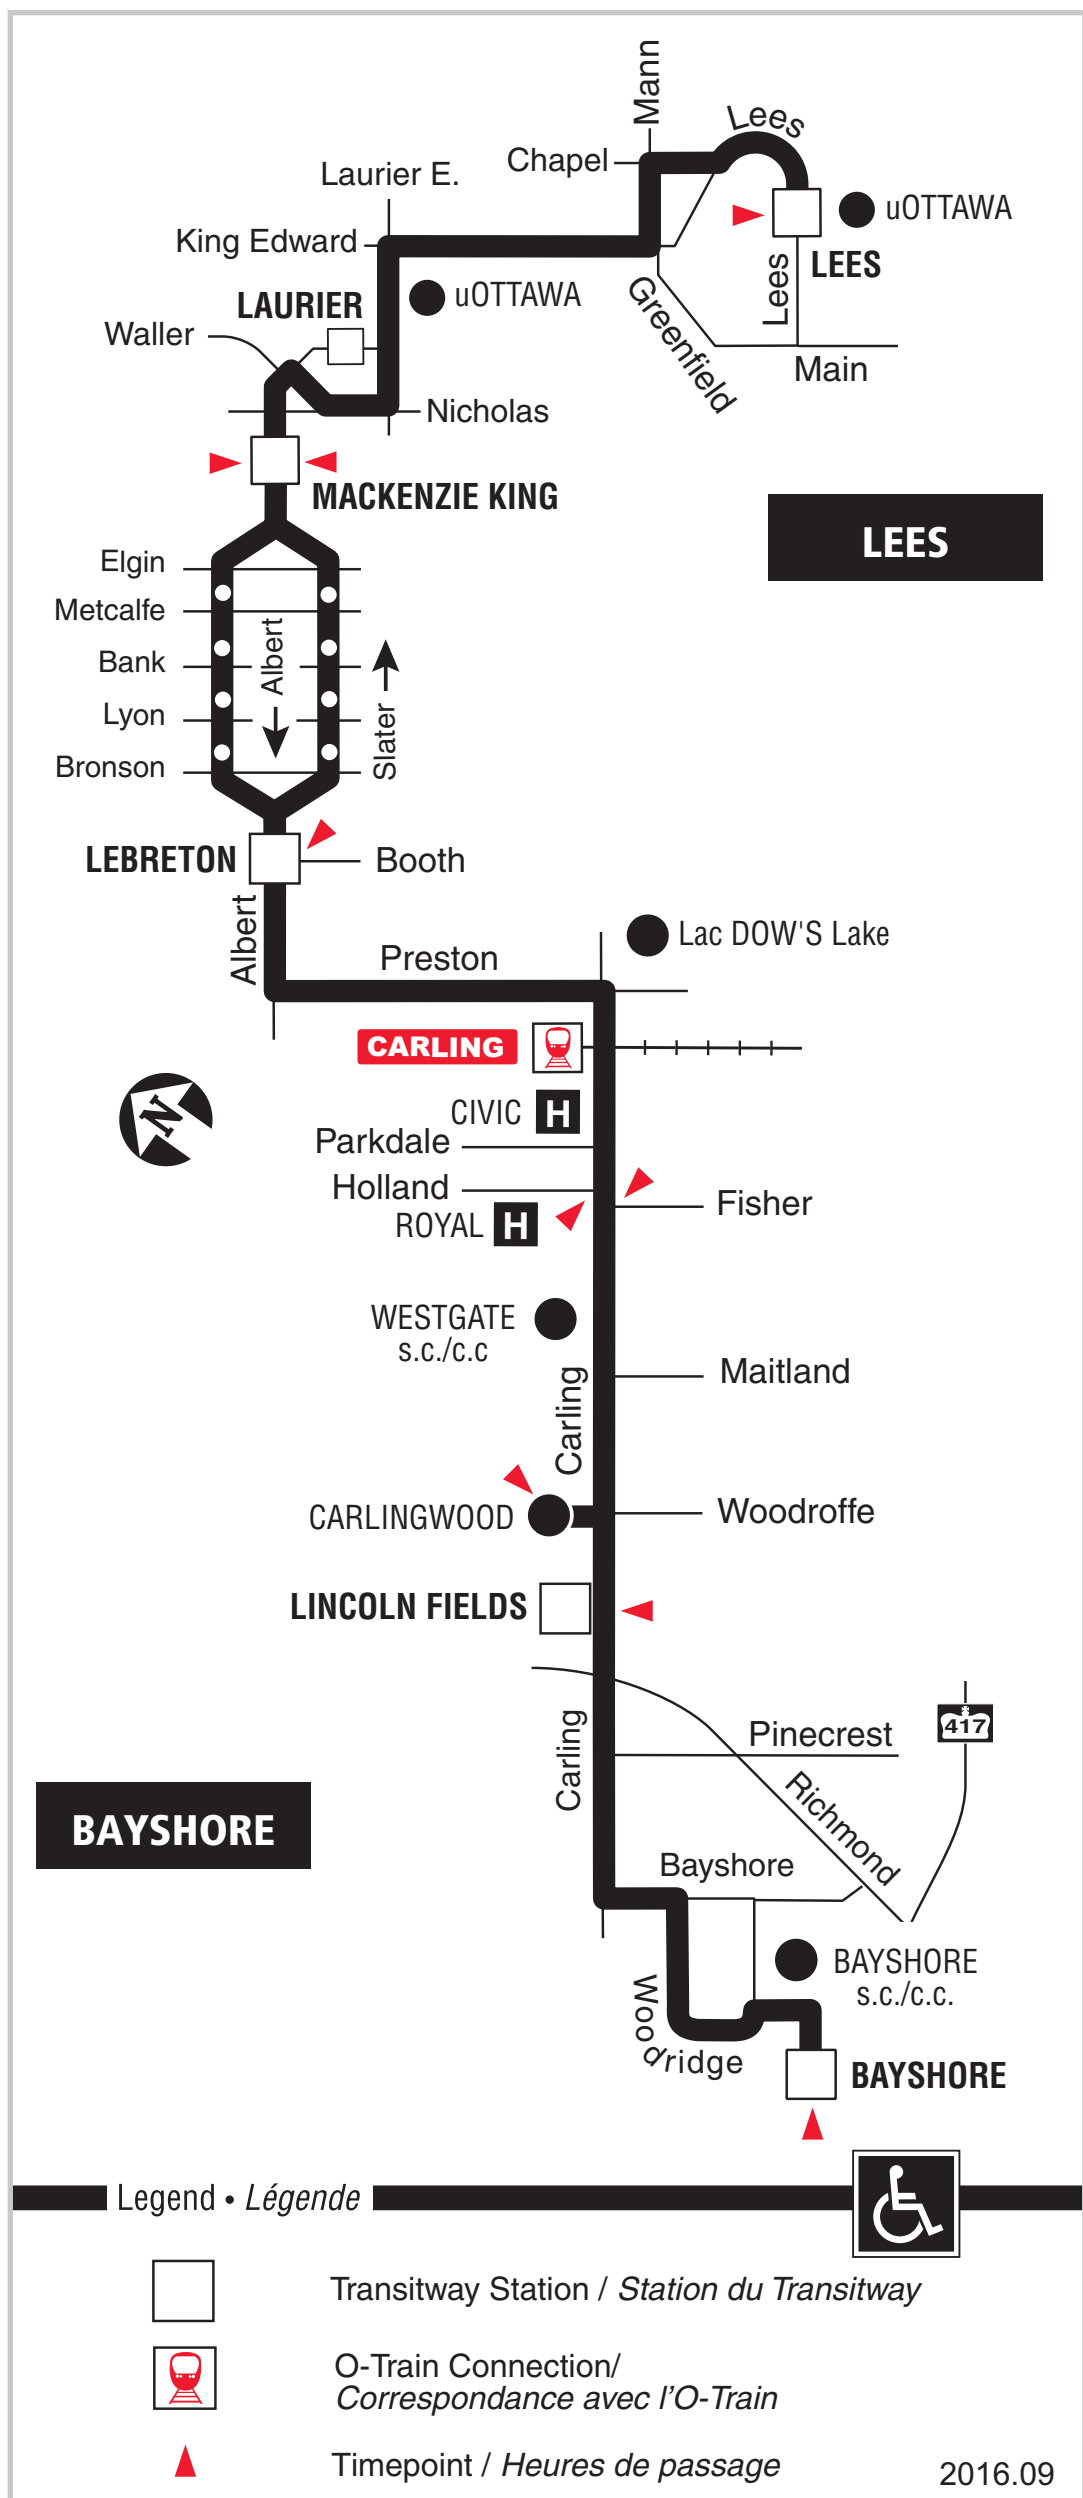 Mann
Lees
Chapel
Laurier E.
uOTTAWA
King Edward
LEES
Lees
uOTTAWA
LAURIER
Greenfield
Waller
Main
Nicholas
MACKENZIE KING
LEES
Elgin
Metcalfe
Albert
Bank
Slater
Lyon
Bronson
LEBRETON
Booth
Albert
Lac DOW'S Lake
Preston
CARLING
N
CIVIC H
Parkdale
Holland
Fisher
ROYAL H
WESTGATE
s.c./c.c
Maitland
Carling
CARLINGWOOD
Woodroffe
LINCOLN FIELDS
417
Pinecrest
Carling
Richmond
BAYSHORE
Bayshore
BAYSHORE
s.c./c.c.
Woodridge
BAYSHORE
Legend • Légende
Transitway Station / Station du Transitway
O-Train Connection/
Correspondance avec l'O-Train
Timepoint / Heures de passage
2016.09